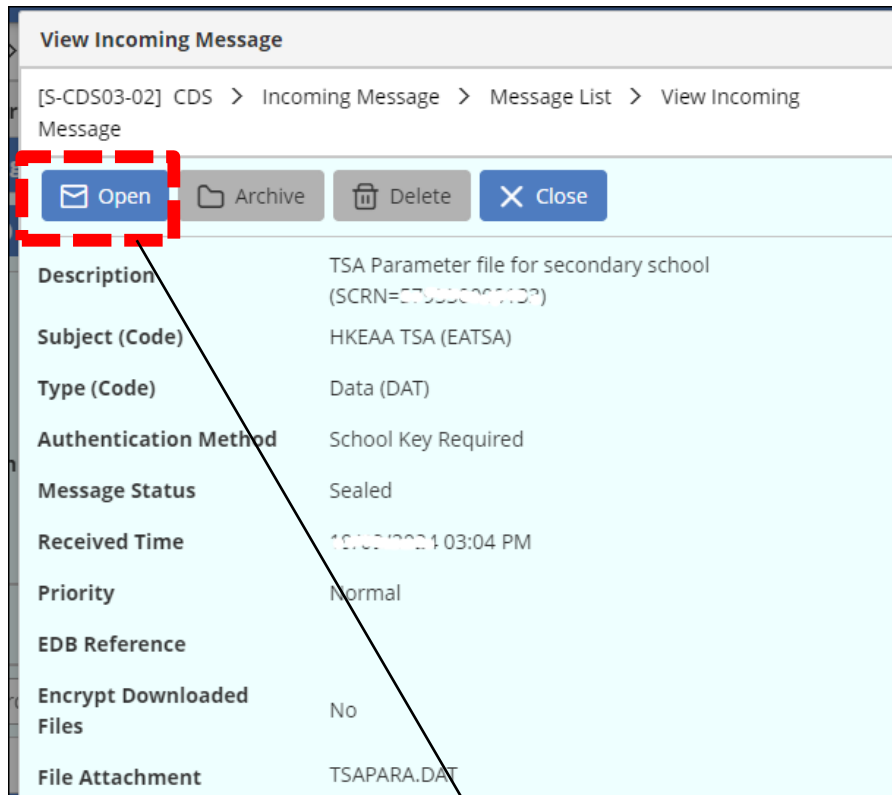 View Incoming Message
[S-CDS03-02] CDS > Incoming Message > Message List > View Incoming
Message
Open Archive Delete Close
Description TSA Parameter file for secondary school
(SCRN=
Subject (Code) HKEAA TSA (EATSA)
Type (Code) Data (DAT)
Authentication Method School Key Required
Message Status Sealed
Received Time 03:04 PM
Priority Normal
EDB Reference
Encrypt Downloaded
Files No
File Attachment TSAPARA.DAT